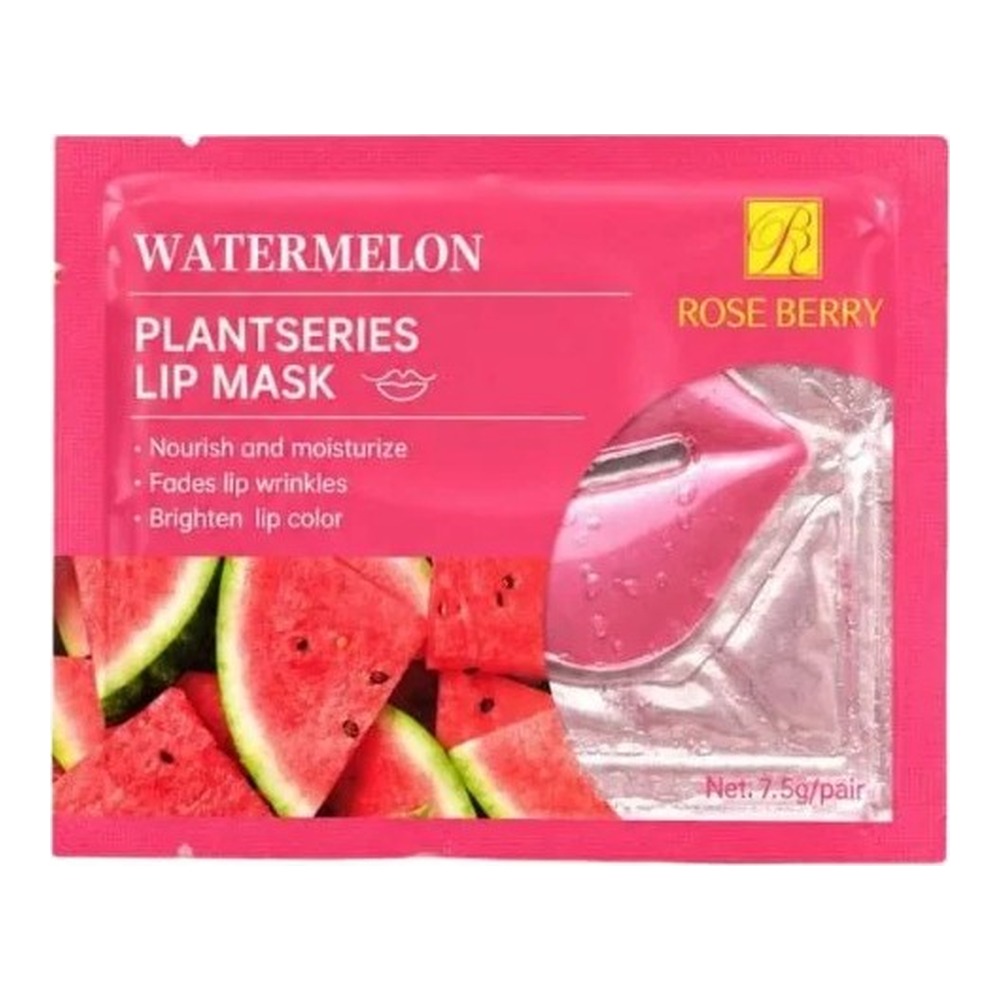 WATERMELON
PLANTSERIES
LIP MASK
• Nourish and moisturize
• Fades lip wrinkles
• Brighten lip color
R
ROSE BERRY
Net. 7.5g/pair